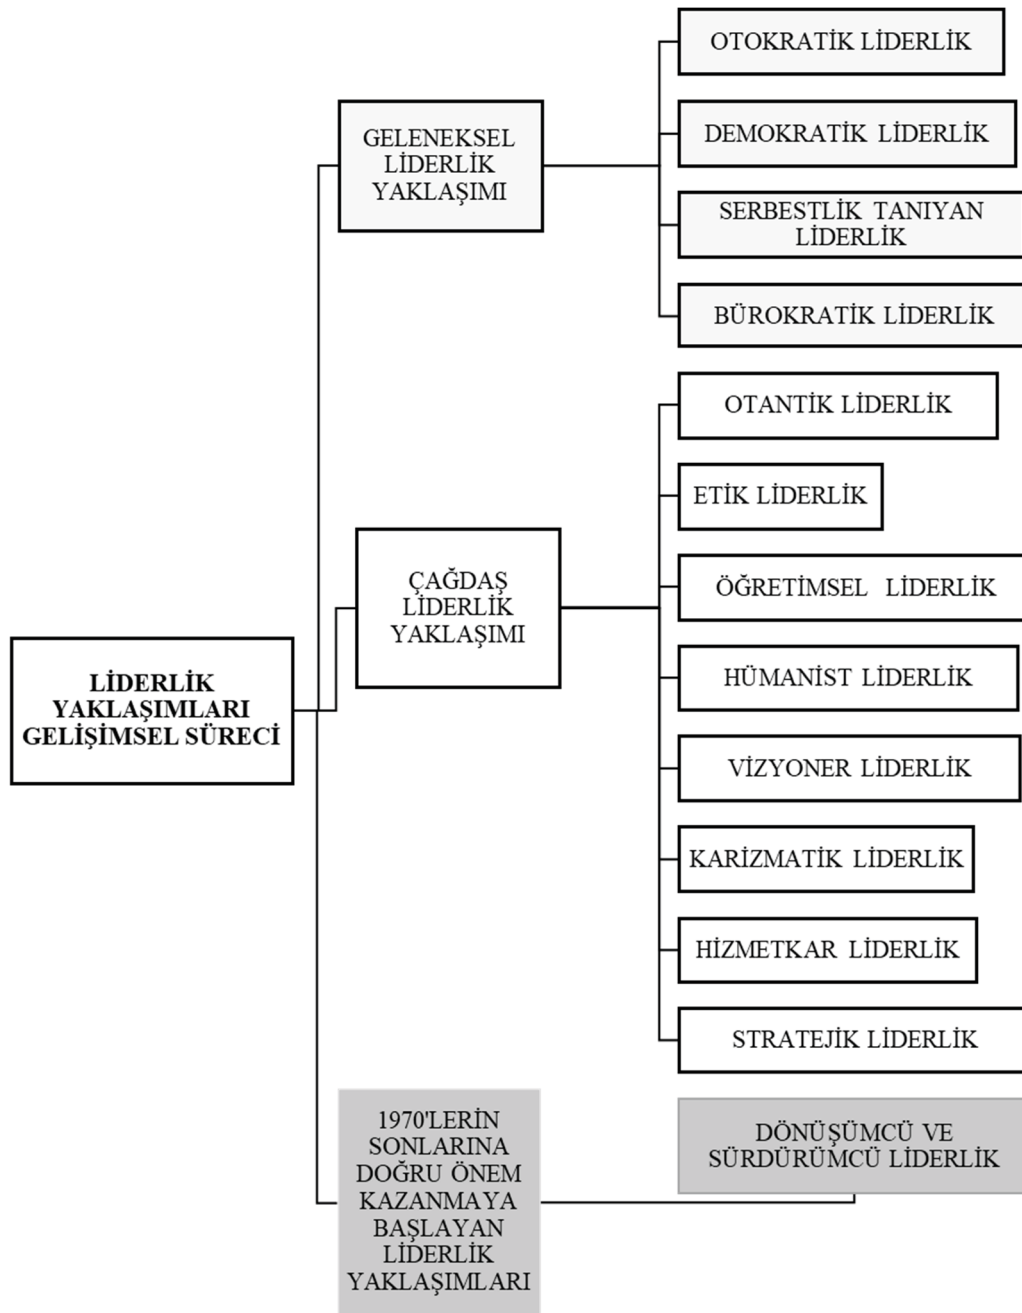 OTOKRATİK LİDERLİK
GELENEKSEL
LİDERLİK
YAKLAŞIMI
DEMOKRATİK LİDERLİK
SERBESTLİK TANIYAN
LİDERLİK
BÜROKRATİK LİDERLİK
OTANTİK LİDERLİK
ETİK LİDERLİK
ÇAĞDAŞ
LİDERLİK
YAKLAŞIMI
ÖĞRETİMSEL LİDERLİK
HÜMANİST LİDERLİK
LİDERLİK
YAKLAŞIMLARI
GELİŞİMSEL SÜRECİ
VİZYONER LİDERLİK
KARİZMATİK LİDERLİK
HİZMETKAR LİDERLİK
STRATEJİK LİDERLİK
1970'LERİN
SONLARINA
DOĞRU ÖNEM
KAZANMAYA
BAŞLAYAN
LİDERLİK
YAKLAŞIMLARI
DÖNÜŞÜMCÜ VE
SÜRDÜRÜMCÜ LİDERLİK